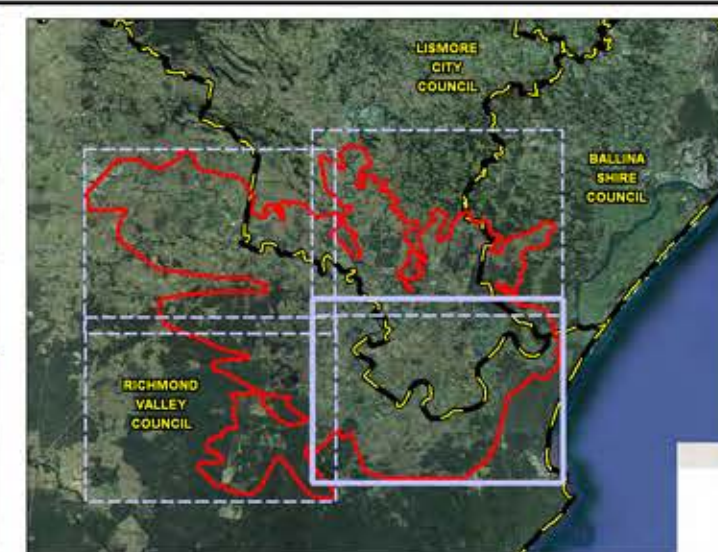 LISMORE
CITY
COUNCIL
BALLINA
SHIRE
COUNCIL
RICHMOND
VALLEY
COUNCIL